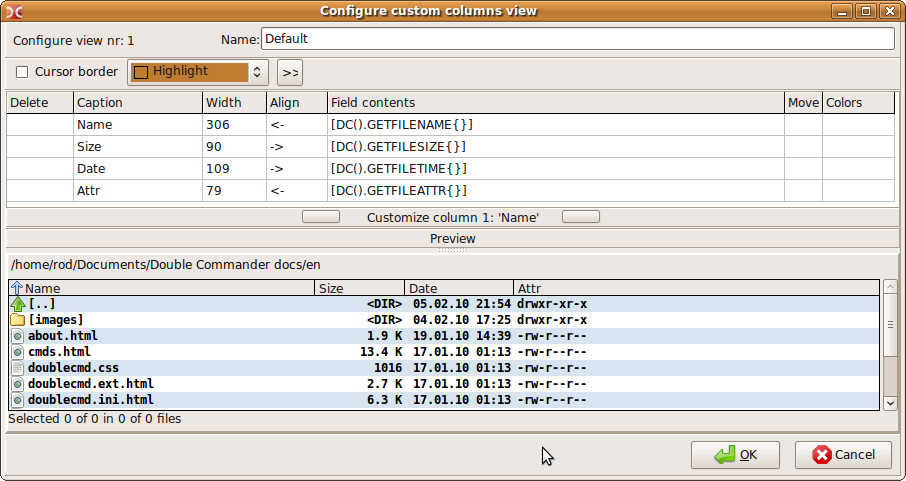 Configure custom columns view
Configure view nr: 1 Name: Default
Cursor border Highlight >>
Delete Caption Width Align Field contents Move Colors
Name 306 <- [DC().GETFILENAME{}]
Size 90 -> [DC().GETFILESIZE{}]
Date 109 -> [DC().GETFILETIME{}]
Attr 79 <- [DC().GETFILEATTR{}]
Customize column 1: 'Name'
Preview
/home/rod/Documents/Double Commander docs/en
Name Size Date Attr
[..] <DIR> 05.02.10 21:54 drwxr-xr-x
[images] <DIR> 04.02.10 17:25 drwxr-xr-x
about.html 1.9 K 19.01.10 14:39 -rw-r--r--
cmds.html 13.4 K 17.01.10 01:13 -rw-r--r--
doublecmd.css 1016 17.01.10 01:13 -rw-r--r--
doublecmd.ext.html 2.7 K 17.01.10 01:13 -rw-r--r--
doublecmd.ini.html 6.3 K 17.01.10 01:13 -rw-r--r--
Selected 0 of 0 in 0 of 0 files
OK Cancel